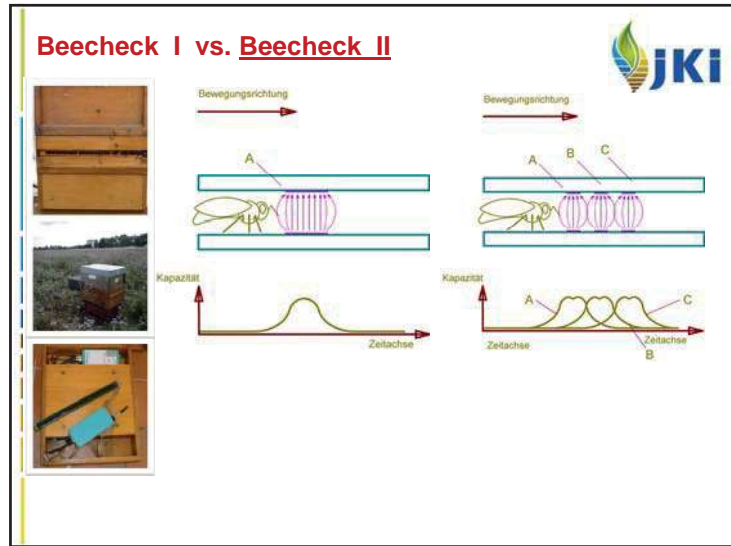 Beecheck I vs. Beecheck II
jKi
Bewegungsrichtung
A
Kapazität
Zeitachse
Bewegungsrichtung
A
B
C
Kapazität
A
C
Zeitachse
Zeitachse
B